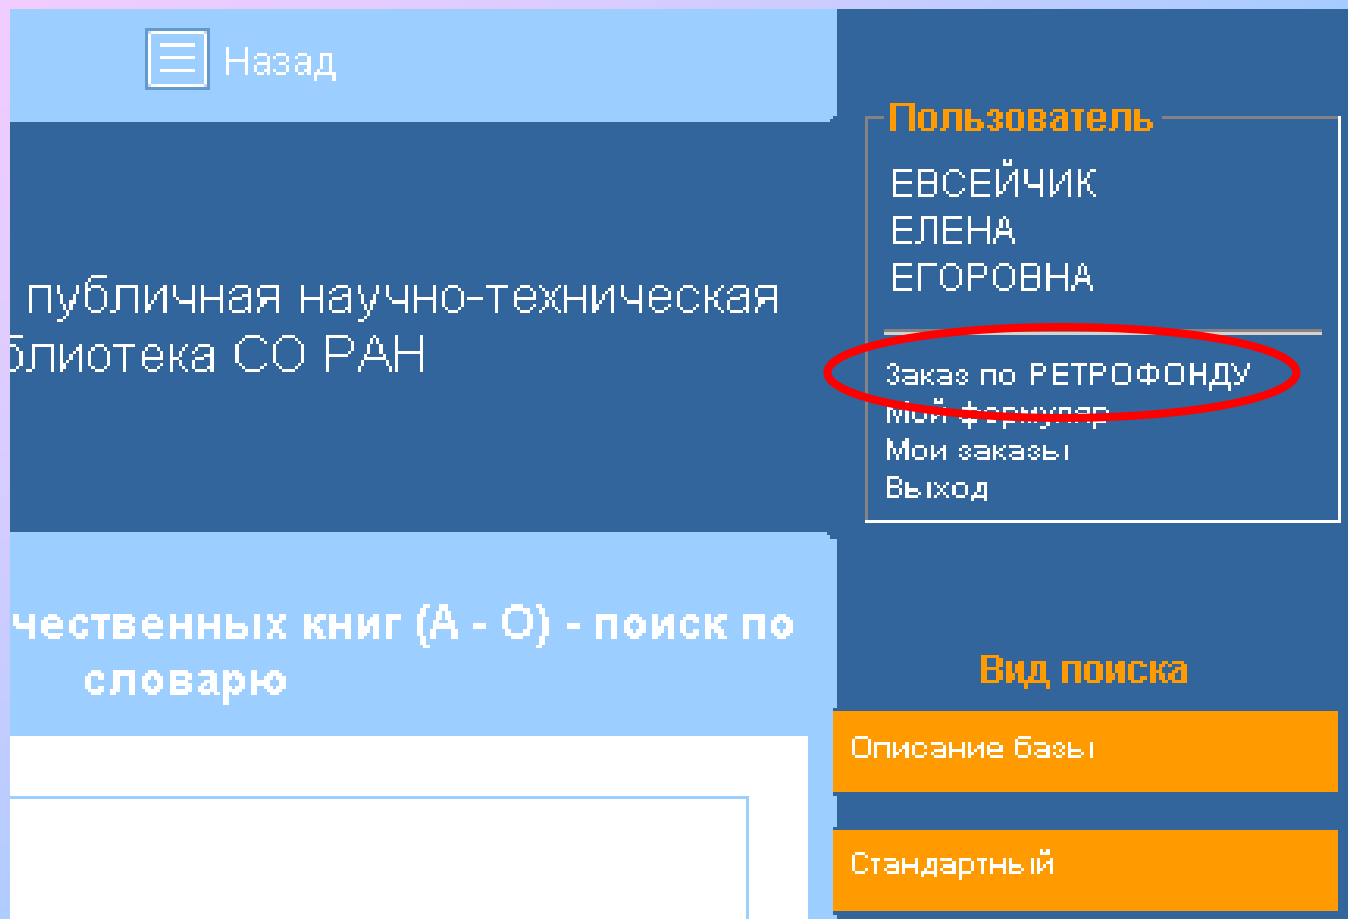 Назад
публичная научно-техническая
блиотека СО РАН
чественных книг (А - О) - поиск по
словарю
Пользователь
ЕВСЕЙЧИК
ЕЛЕНА
ЕГОРОВНА
Заказ по РЕТРОФОНДУ
Мой формуляр
Мои заказы
Выход
Вид поиска
Описание базы
Стандартный